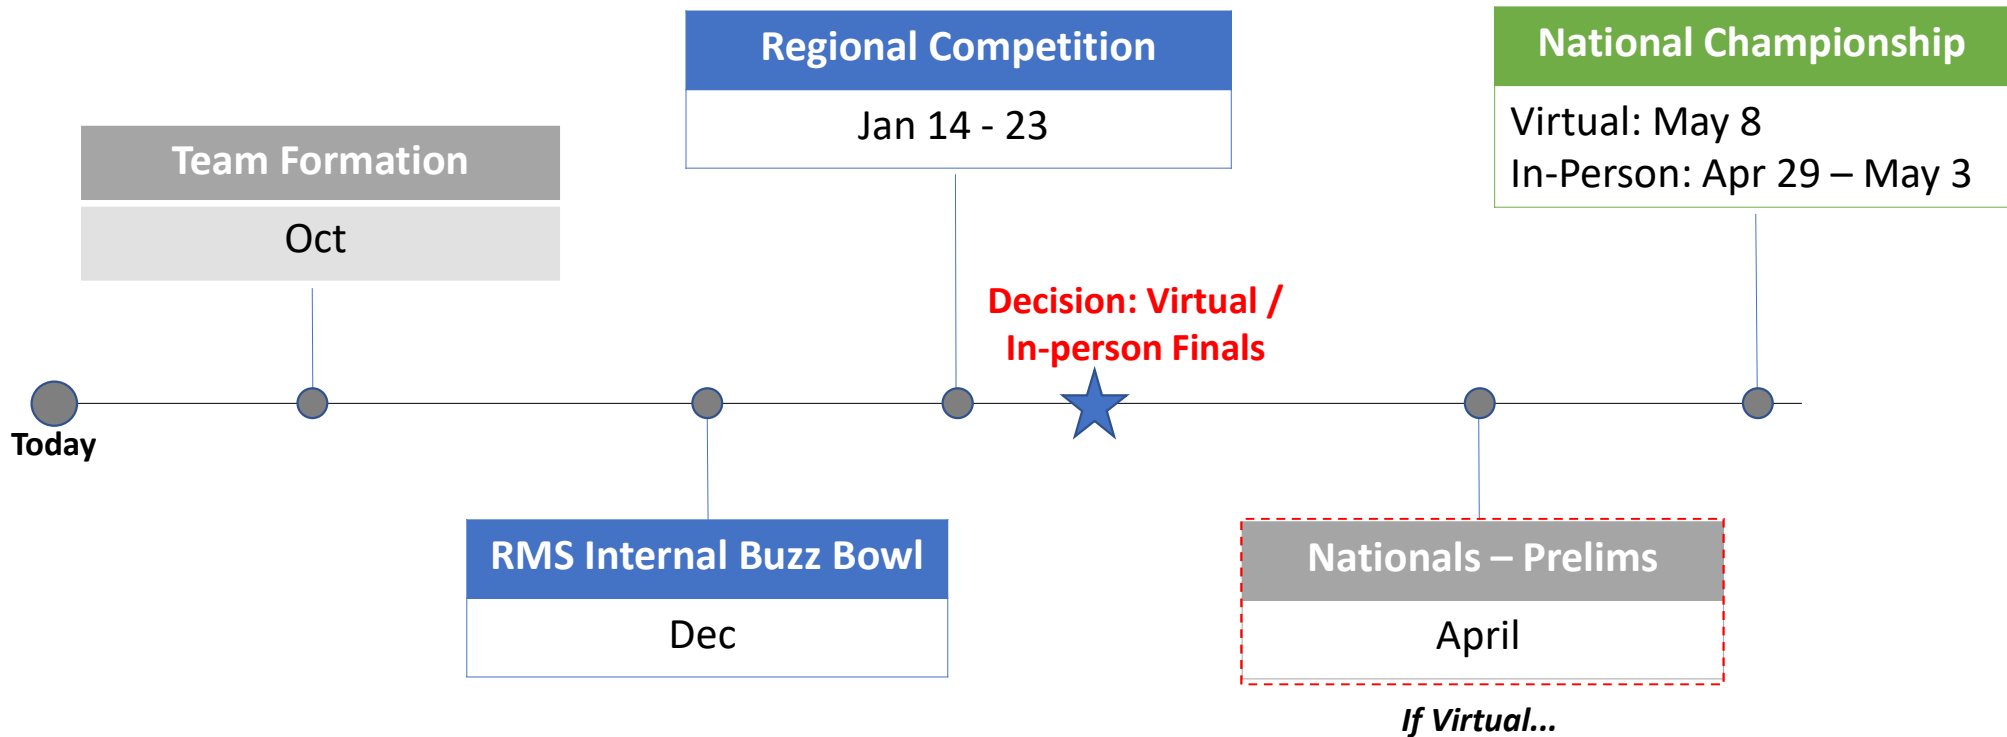 Regional Competition
Jan 14 - 23
National Championship
Virtual: May 8
In-Person: Apr 29 – May 3
Team Formation
Oct
Decision: Virtual /
In-person Finals
Today
RMS Internal Buzz Bowl
Dec
Nationals – Prelims
April
If Virtual...